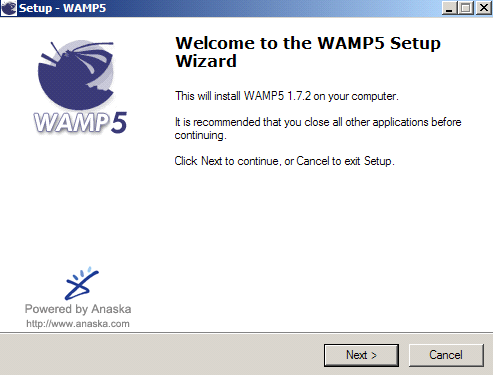 Setup - WAMP5
Welcome to the WAMP5 Setup
Wizard
This will install WAMP5 1.7.2 on your computer.
It is recommended that you close all other applications before
continuing.
Click Next to continue, or Cancel to exit Setup.
WAMP5
Powered by Anaska
http://www.anaska.com
Next >
Cancel